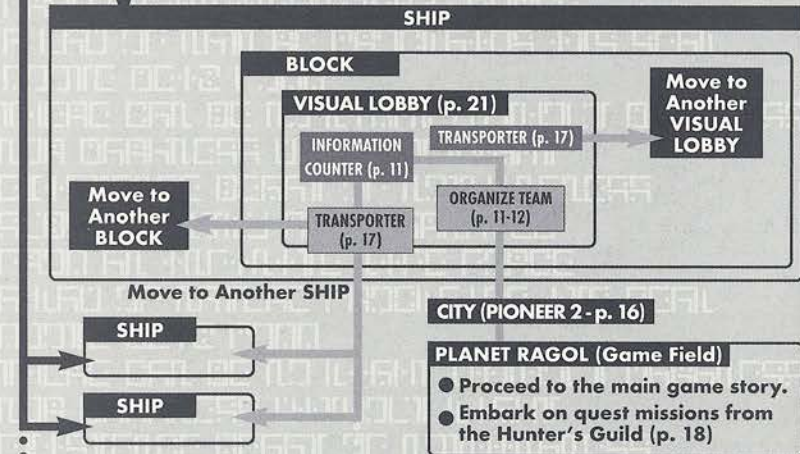 SHIP
BLOCK
VISUAL LOBBY (p. 21)
INFORMATION
COUNTER (p. 11)
TRANSPORTER (p. 17)
Move to
Another
VISUAL
LOBBY
Move to
Another
BLOCK
TRANSPORTER
(p. 17)
ORGANIZE TEAM
(p. 11-12)
Move to Another SHIP
SHIP
SHIP
CITY (PIONEER 2 - p. 16)
PLANET RAGOL (Game Field)
● Proceed to the main game story.
● Embark on quest missions from
the Hunter's Guild (p. 18)